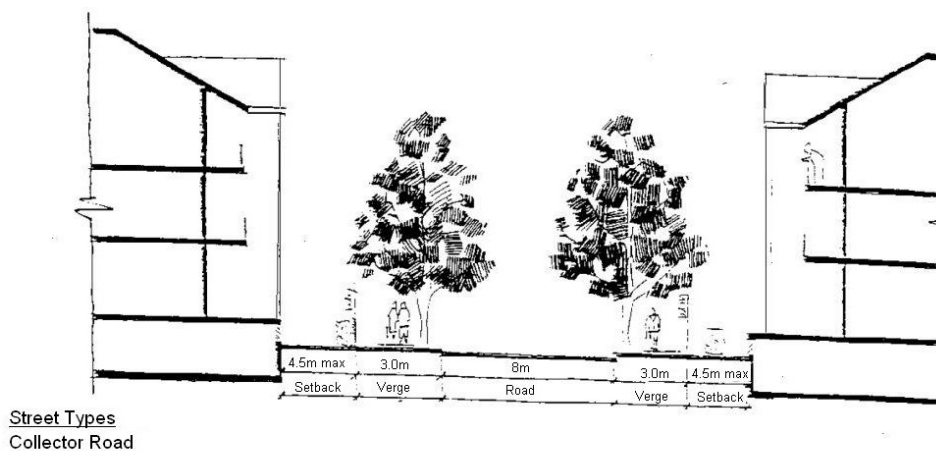 4.5m max 3.0m 8m 3.0m 4.5m max
Setback Verge Road Verge Setback
Street Types
Collector Road